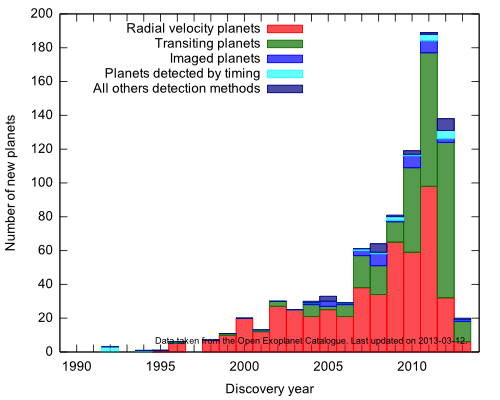 Radial velocity planets
Transiting planets
Imaged planets
Planets detected by timing
All others detection methods
Number of new planets
200
180
160
140
120
100
80
60
40
20
0
Data taken from the Open Exoplanet Catalogue. Last updated on 2013-03-12.
1990 1995 2000 2005 2010
Discovery year